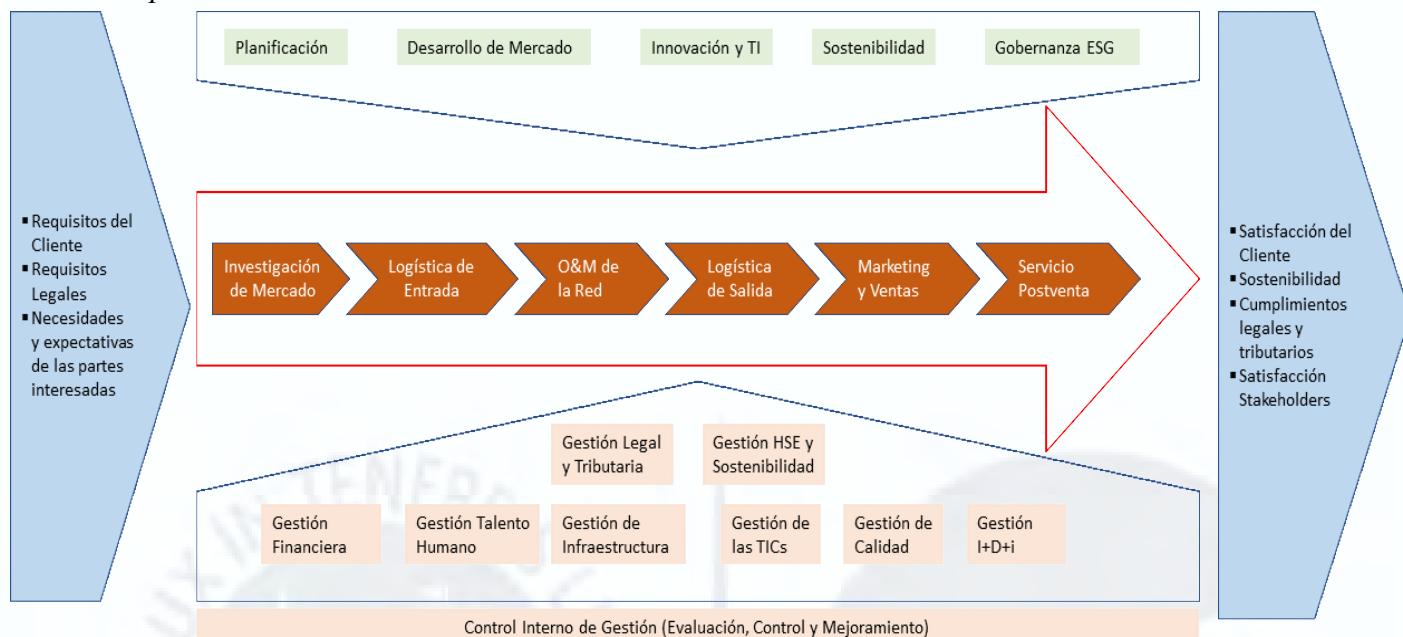 Planificación
Desarrollo de Mercado
Innovación y TI
Sostenibilidad
Gobernanza ESG
▪ Requisitos del
Cliente
▪ Requisitos
Legales
▪ Necesidades
y expectativas
de las partes
interesadas
Investigación
de Mercado
Logística de
Entrada
O&M de
la Red
Logística
de Salida
Marketing
y Ventas
Servicio
Postventa
▪ Satisfacción del
Cliente
▪ Sostenibilidad
▪ Cumplimientos
legales y
tributarios
▪ Satisfacción
Stakeholders
Gestión Legal
y Tributaria
Gestión HSE y
Sostenibilidad
Gestión
Financiera
Gestión Talento
Humano
Gestión de
Infraestructura
Gestión de
las TICs
Gestión de
Calidad
Gestión
I+D+i
Control Interno de Gestión (Evaluación, Control y Mejoramiento)